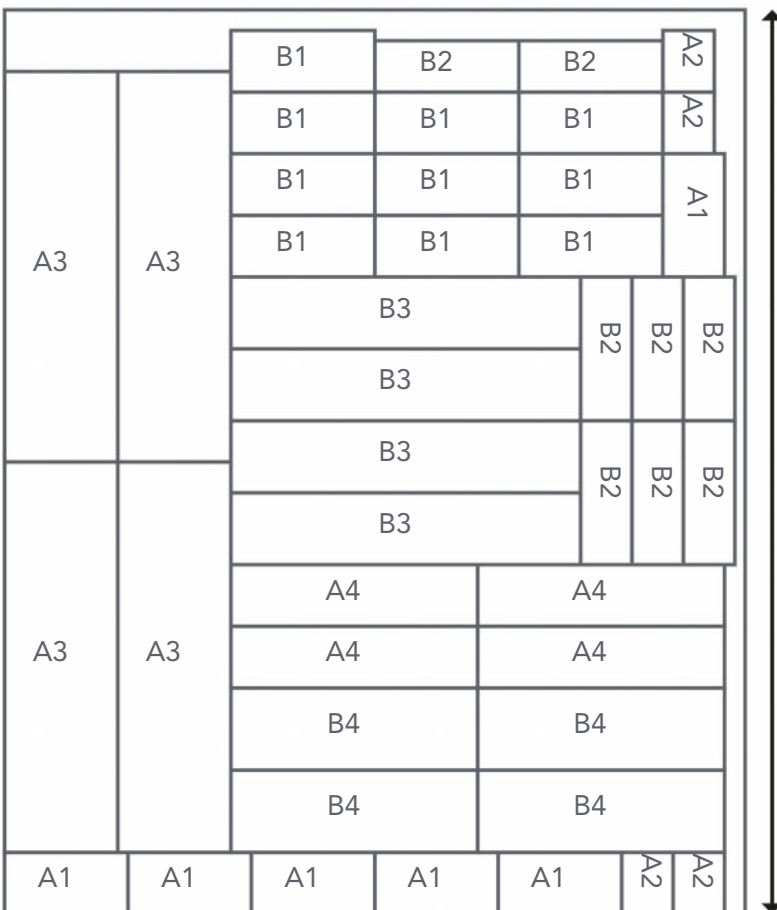 B1 B2 B2 A2
B1 B1 B1 A2
B1 B1 B1 A1
B1 B1 B1
A3 A3
B3 B2 B2 B2
B3
B3 B2 B2 B2
B3
A4 A4
A3 A3 A4 A4
B4 B4
B4 B4
A1 A1 A1 A1 A1 A2 A2